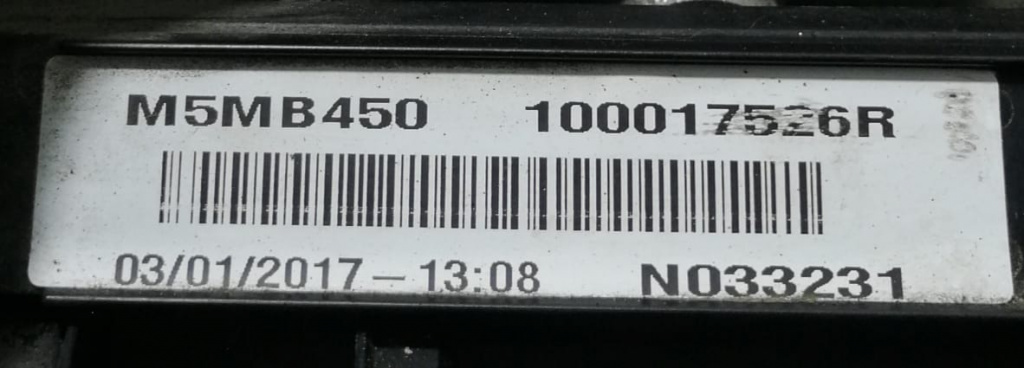 M5MB450 100017526R
03/01/2017 – 13:08 N033231